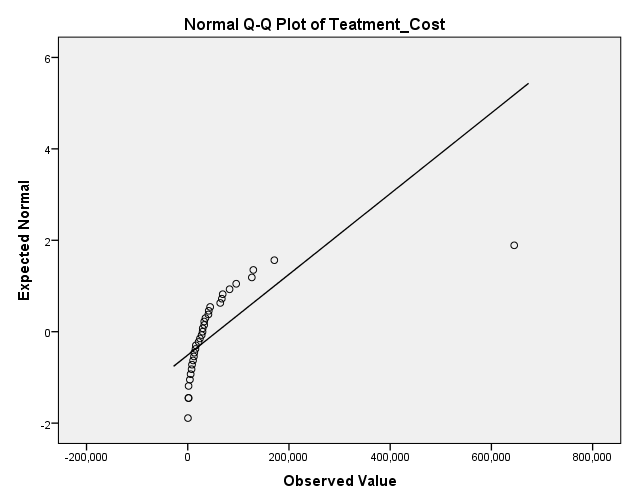 Normal Q-Q Plot of Teatment_Cost
Expected Normal
6
4
2
0
-2
-200,000 0 200,000 400,000 600,000 800,000
Observed Value